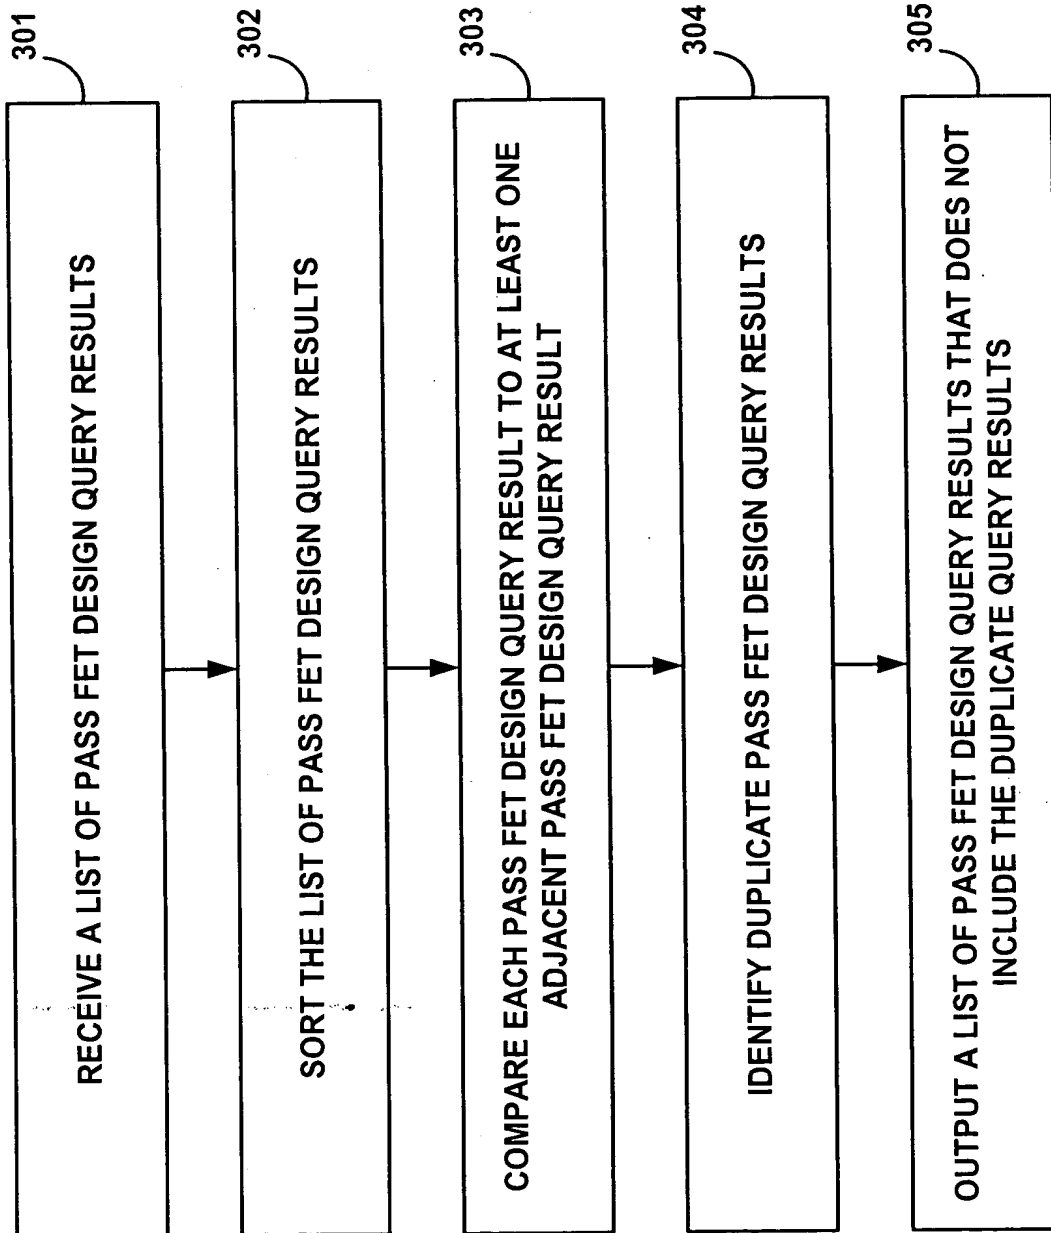 301
RECEIVE A LIST OF PASS FET DESIGN QUERY RESULTS
302
SORT THE LIST OF PASS FET DESIGN QUERY RESULTS
303
COMPARE EACH PASS FET DESIGN QUERY RESULT TO AT LEAST ONE
ADJACENT PASS FET DESIGN QUERY RESULT
304
IDENTIFY DUPLICATE PASS FET DESIGN QUERY RESULTS
305
OUTPUT A LIST OF PASS FET DESIGN QUERY RESULTS THAT DOES NOT
INCLUDE THE DUPLICATE QUERY RESULTS